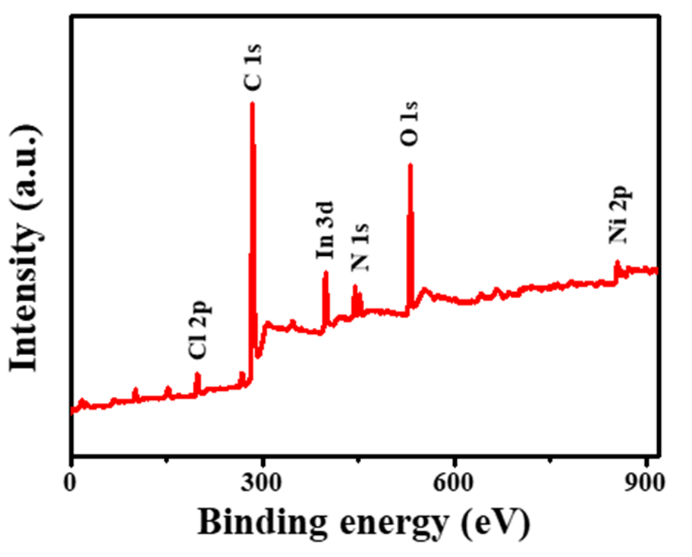 C 1s
O 1s
In 3d
N 1s
Ni 2p
Cl 2p
Intensity (a.u.)
0 300 600 900
Binding energy (eV)